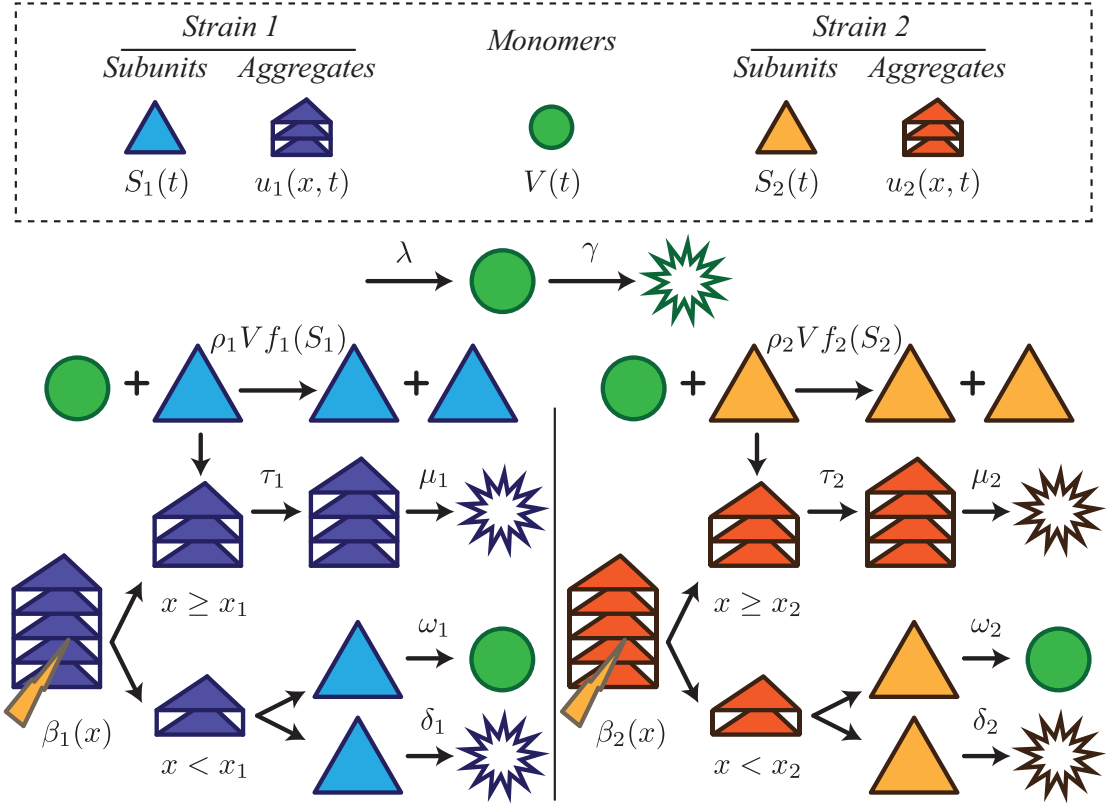 Strain 1 Monomers Strain 2
Subunits Aggregates Subunits Aggregates
S₁(t) u₁(x, t) V(t) S₂(t) u₂(x, t)
λ γ
ρ₁Vf₁(S₁) ρ₂Vf₂(S₂)
+ + + +
τ₁ μ₁ τ₂ μ₂
x ≥ x₁ x ≥ x₂
ω₁ ω₂
β₁(x) δ₁ β₂(x) δ₂
x < x₁ x < x₂